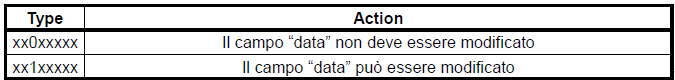 Type Action
xx0xxxxx Il campo “data” non deve essere modificato
xx1xxxxx Il campo “data” può essere modificato